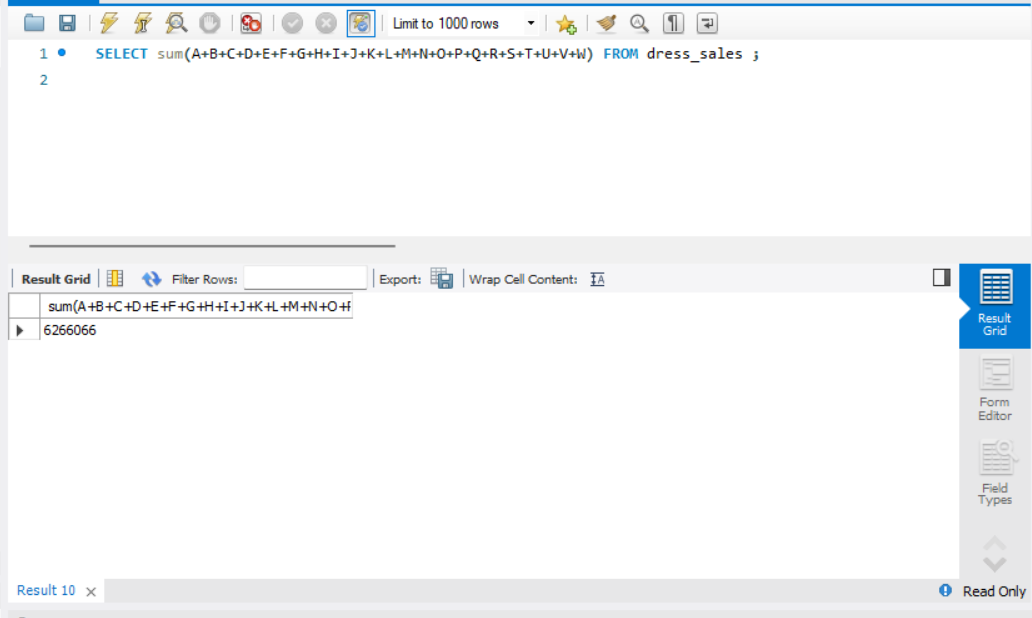 Limit to 1000 rows
1 SELECT sum(A+B+C+D+E+F+G+H+I+J+K+L+M+N+O+P+Q+R+S+T+U+V+W) FROM dress_sales ;
2
Result Grid Filter Rows: Export: Wrap Cell Content: IA
sum(A+B+C+D+E+F+G+H+I+J+K+L+M+N+O+F
6266066
Result
Grid
Form
Editor
Field
Types
Result 10 × Read Only